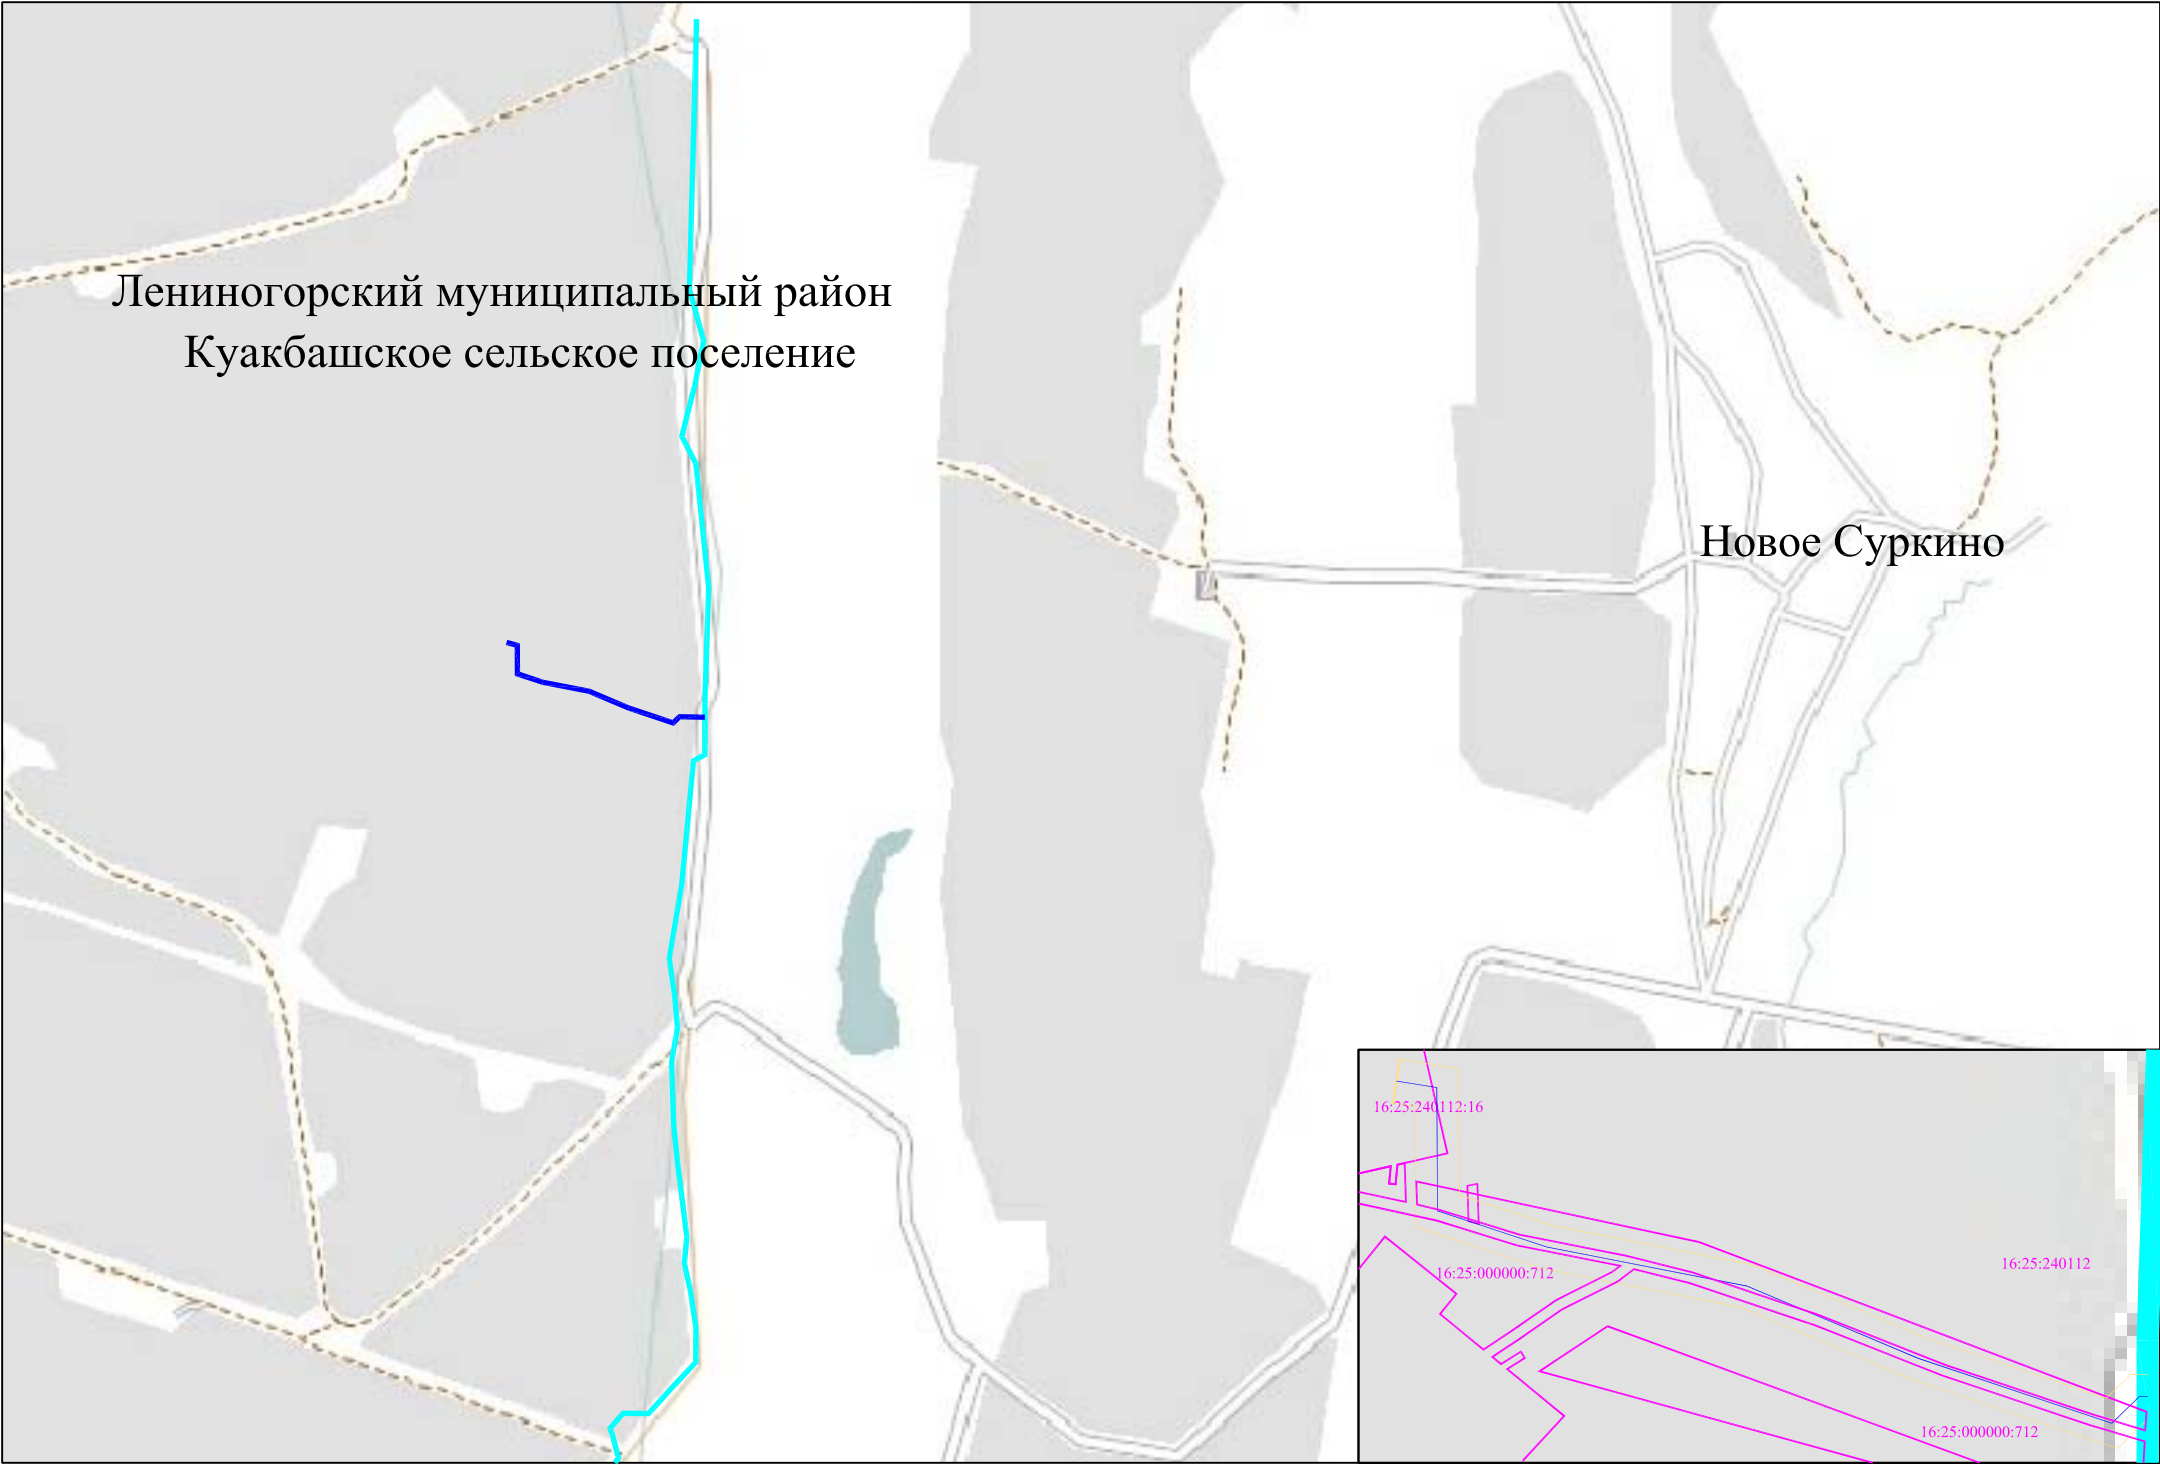 Лениногорский муниципальный район
Куакбашское сельское поселение
Новое Суркино
16:25:240112:16
16:25:240112
16:25:000000:712
16:25:000000:712